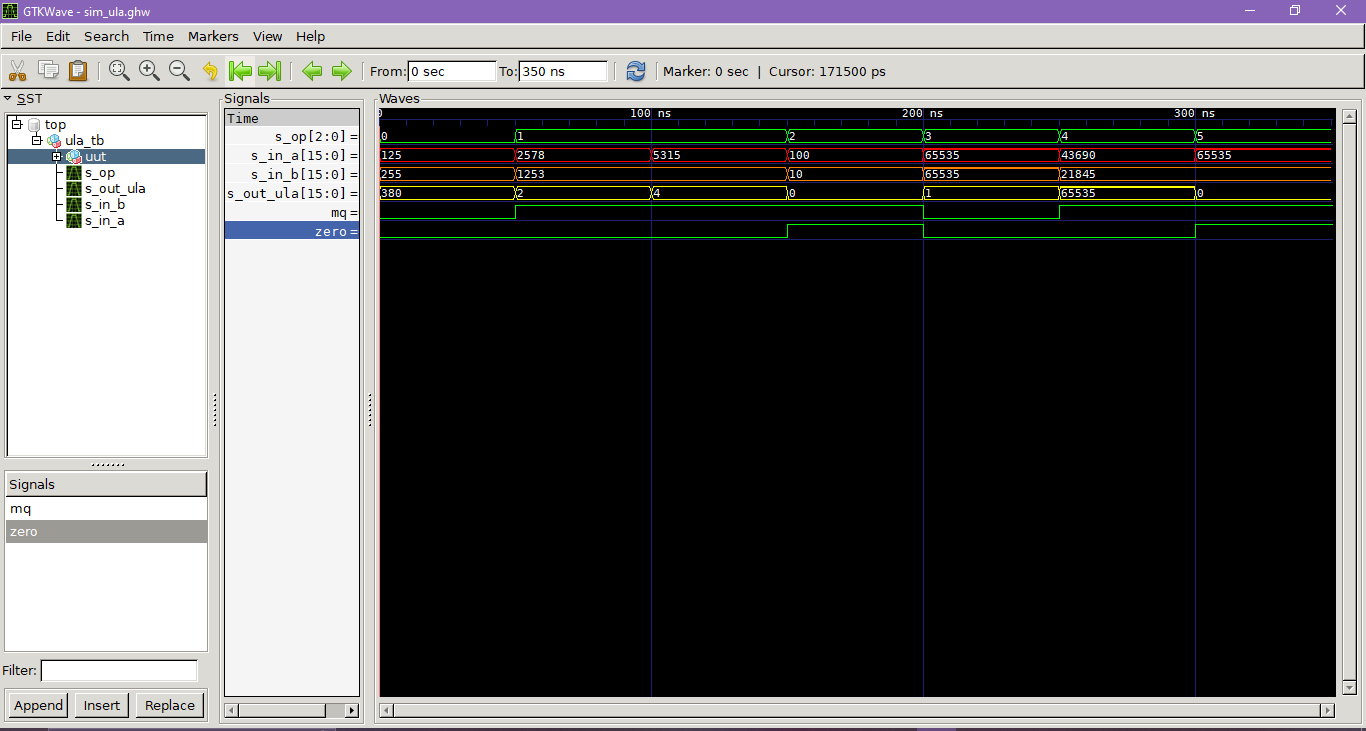 GTKWave - sim_ula.ghw
File Edit Search Time Markers View Help
From: 0 sec To: 350 ns Marker: 0 sec | Cursor: 171500 ps
SST
top
ula_tb
uut
s_op
s_out_ula
s_in_b
s_in_a
Signals
mq
zero
Filter:
Append Insert Replace
Signals
Time
s_op[2:0] =
s_in_a[15:0] =
s_in_b[15:0] =
s_out_ula[15:0] =
mq =
zero =
Waves
0 100 ns 200 ns 300 ns
0 1 2 3 4 5
125 2578 5315 100 65535 43690 65535
255 1253 10 65535 21845
380 2 4 0 1 65535 0